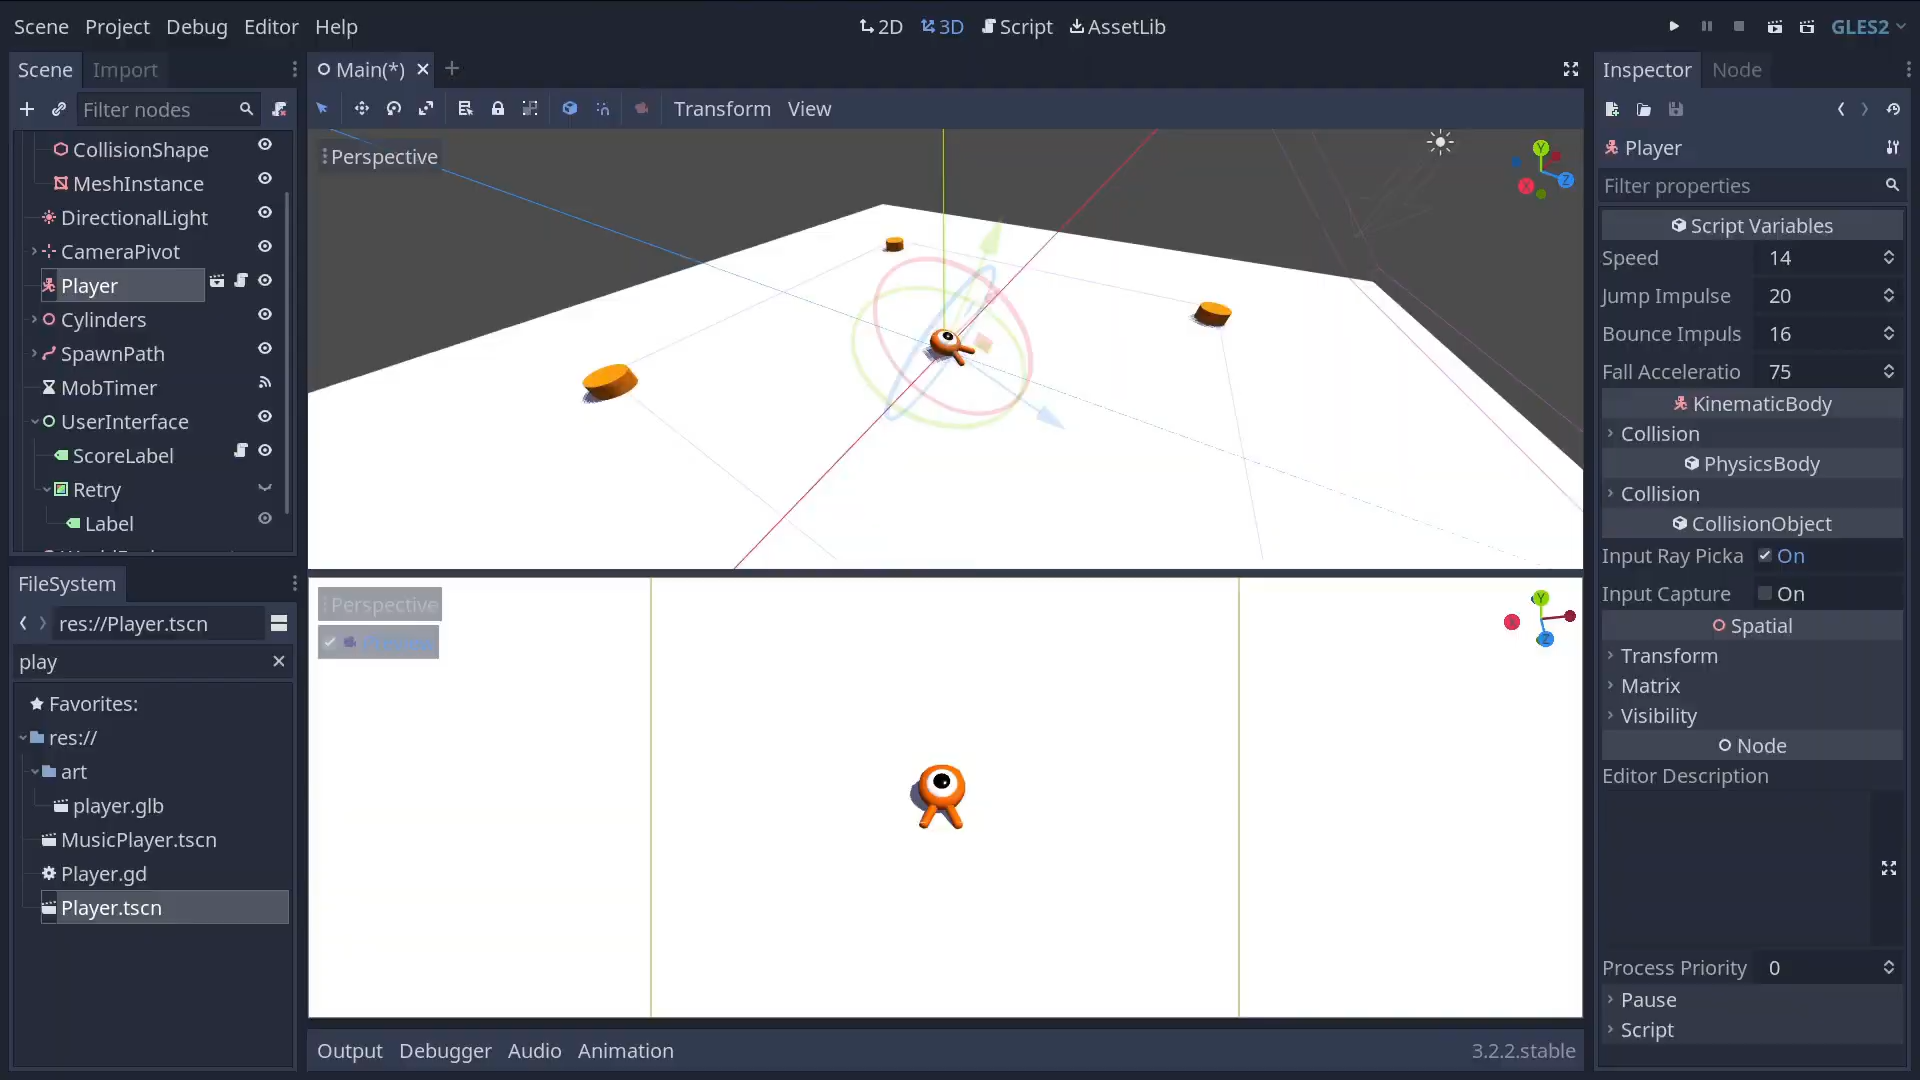 Scene Project Debug Editor Help
2D 3D Script AssetLib
GLES2
Scene Import
Main(*)
Inspector Node
Filter nodes
Transform View
CollisionShape
MeshInstance
DirectionalLight
CameraPivot
Player
Cylinders
SpawnPath
MobTimer
UserInterface
ScoreLabel
Retry
Label
FileSystem
res://Player.tscn
play
Favorites:
res://
art
player.glb
MusicPlayer.tscn
Player.gd
Player.tscn
Perspective
Y
X
Z
Perspective
Y
Z
Output Debugger Audio Animation
3.2.2.stable
Player
Filter properties
Script Variables
Speed 14
Jump Impulse 20
Bounce Impuls 16
Fall Acceleratio 75
KinematicBody
Collision
PhysicsBody
Collision
CollisionObject
Input Ray Picka On
Input Capture On
Spatial
Transform
Matrix
Visibility
Node
Editor Description
Process Priority 0
Pause
Script